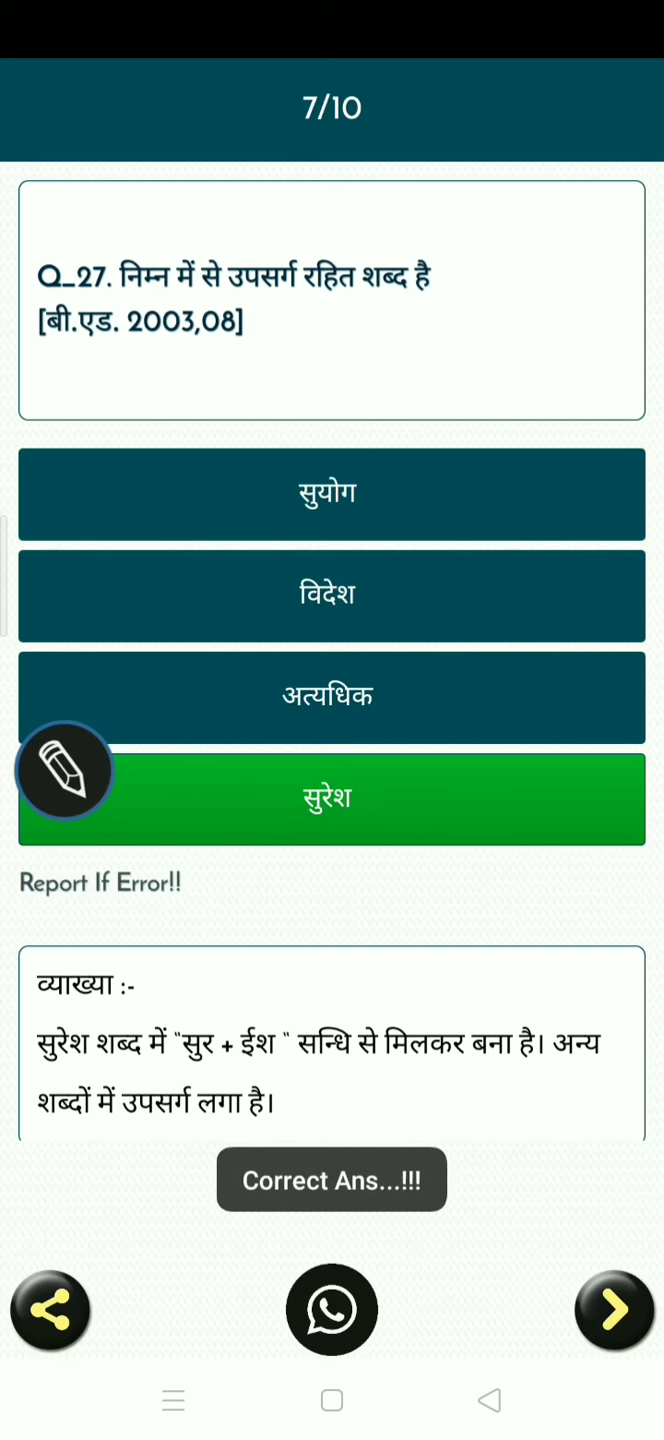 7/10
Q_27. निम्न में से उपसर्ग रहित शब्द है
[बी.एड. 2003,08]
सुयोग
विदेश
अत्यधिक
सुरेश
Report If Error!!
व्याख्या :-
सुरेश शब्द में "सुर + ईश " सन्धि से मिलकर बना है। अन्य
शब्दों में उपसर्ग लगा है।
Correct Ans...!!!